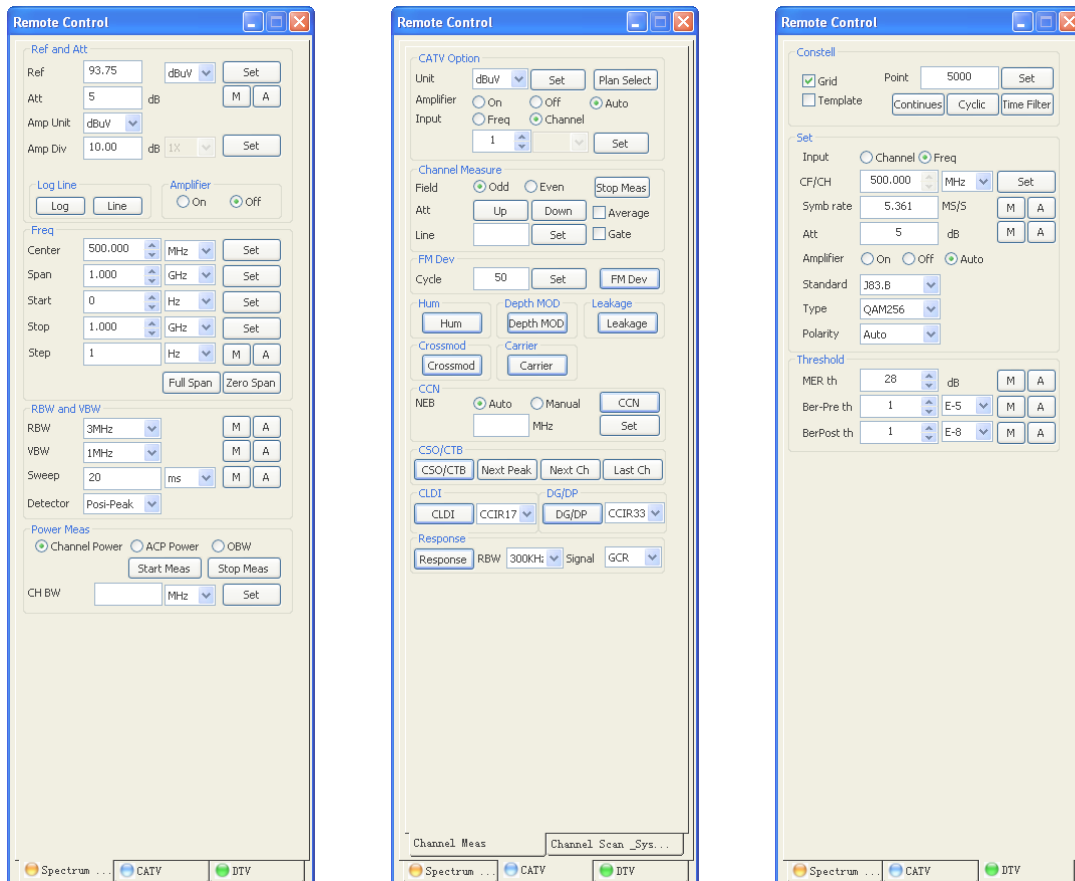 Remote Control
Ref and Att
Ref 93.75 dBuV Set
Att 5 dB M A
Amp Unit dBuV
Amp Div 10.00 dB 1X Set
Log Line Amplifier
Log Line On Off
Freq
Center 500.000 MHz Set
Span 1.000 GHz Set
Start 0 Hz Set
Stop 1.000 GHz Set
Step 1 Hz M A
Full Span Zero Span
RBW and VBW
RBW 3MHz M A
VBW 1MHz M A
Sweep 20 ms M A
Detector Posi-Peak
Power Meas
Channel Power ACP Power OBW
Start Meas Stop Meas
CH BW MHz Set
Spectrum ... CATV DTV
Remote Control
CATV Option
Unit dBuV Set Plan Select
Amplifier On Off Auto
Input Freq Channel
1 Set
Channel Measure
Field Odd Even Stop Meas
Att Up Down Average
Line Set Gate
FM Dev
Cycle 50 Set FM Dev
Hum Depth MOD Leakage
Hum Depth MOD Leakage
Crossmod Carrier
Crossmod Carrier
CCN
NEB Auto Manual CCN
MHz Set
CSO/CTB
CSO/CTB Next Peak Next Ch Last Ch
CLDI DG/DP
CLDI CCIR17 DG/DP CCIR33
Response
Response RBW 300KHz Signal GCR
Channel Meas Channel Scan _Sys...
Spectrum ... CATV DTV
Remote Control
Constell
Grid Point 5000 Set
Template Continues Cyclic Time Filter
Set
Input Channel Freq
CF/CH 500.000 MHz Set
Symb rate 5.361 MS/S M A
Att 5 dB M A
Amplifier On Off Auto
Standard J83.B
Type QAM256
Polarity Auto
Threshold
MER th 28 dB M A
Ber-Pre th 1 E-5 M A
BerPost th 1 E-8 M A
Spectrum ... CATV DTV